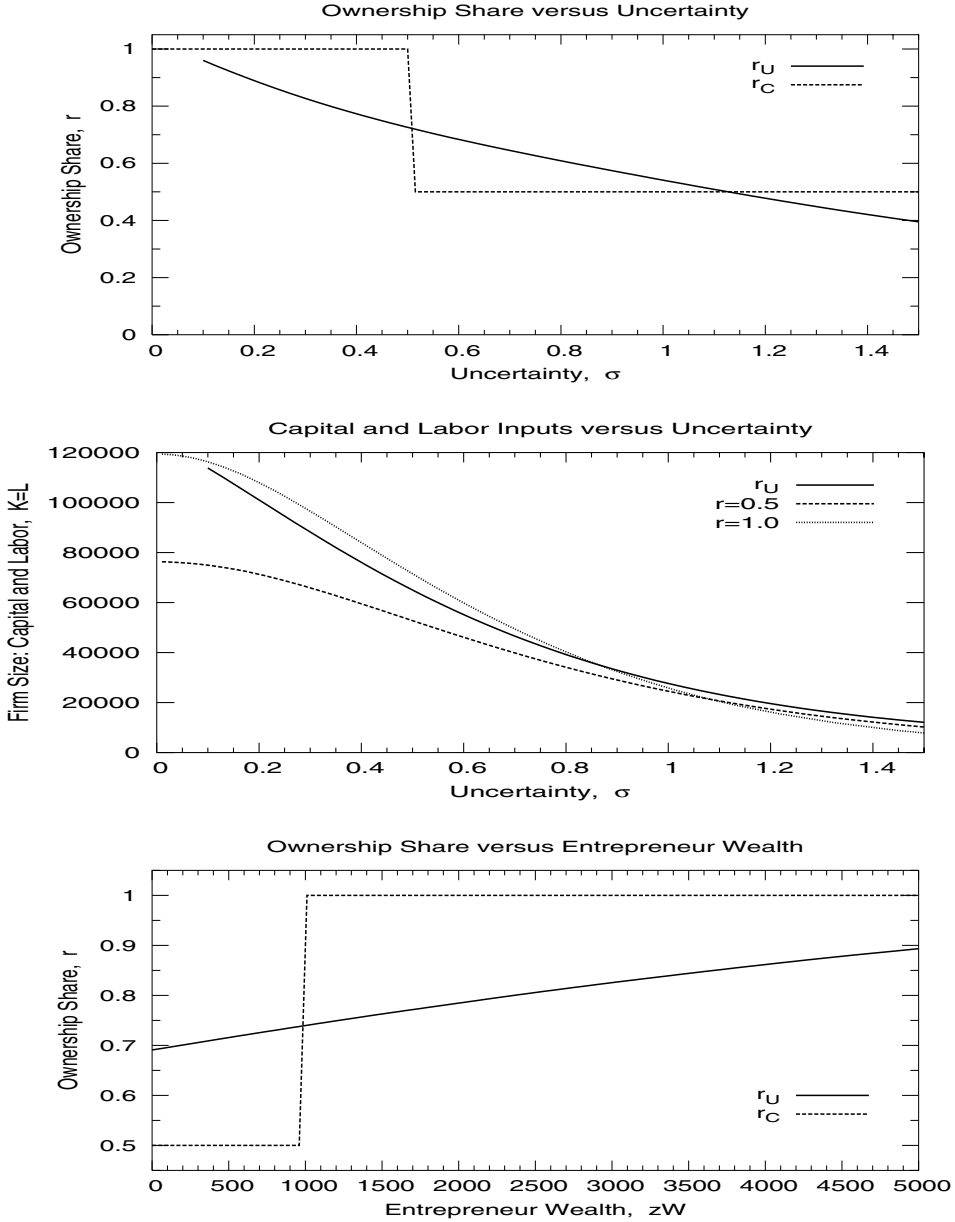 Ownership Share versus Uncertainty
Ownership Share, r
1
0.8
0.6
0.4
0.2
0
r_U
r_C
0 0.2 0.4 0.6 0.8 1 1.2 1.4
Uncertainty, σ
Capital and Labor Inputs versus Uncertainty
Firm Size: Capital and Labor, K=L
120000
100000
80000
60000
40000
20000
0
r_U
r=0.5
r=1.0
0 0.2 0.4 0.6 0.8 1 1.2 1.4
Uncertainty, σ
Ownership Share versus Entrepreneur Wealth
Ownership Share, r
1
0.9
0.8
0.7
0.6
0.5
r_U
r_C
0 500 1000 1500 2000 2500 3000 3500 4000 4500 5000
Entrepreneur Wealth, zW